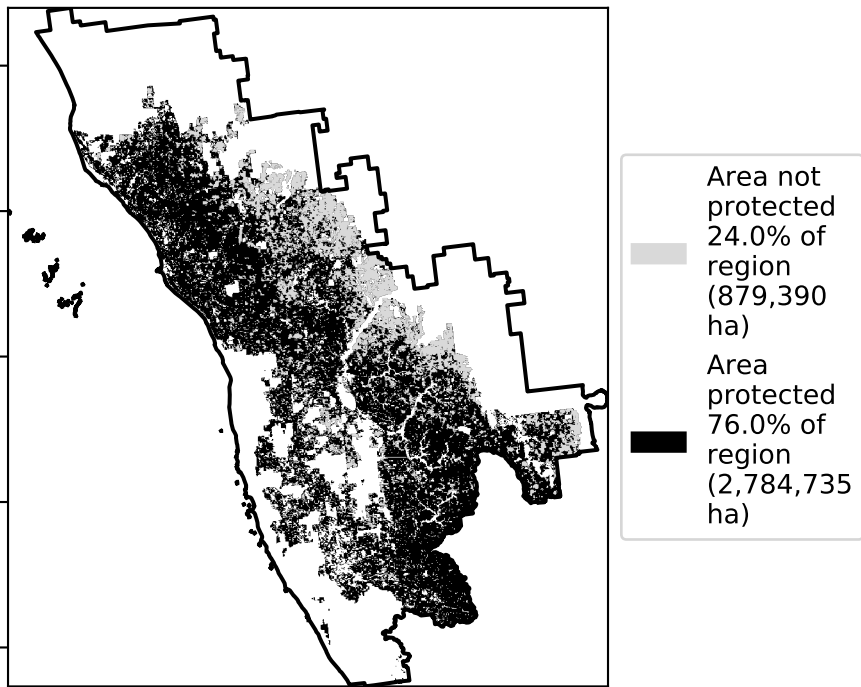 Area not
protected
24.0% of
region
(879,390
ha)
Area
protected
76.0% of
region
(2,784,735
ha)